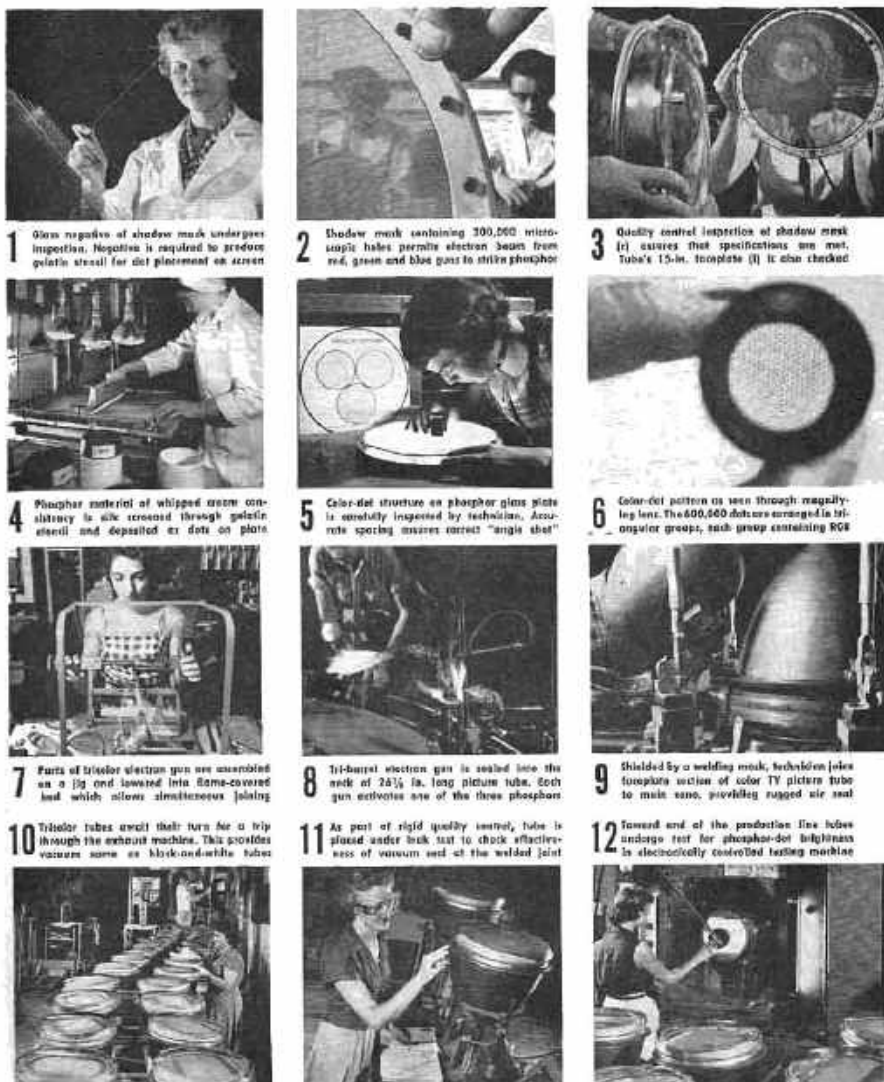 1 Glass negative of shadow mask undergoes
inspection. Negative is required to produce
gelatin stencil for dot placement on screen
2 Shadow mask containing 300,000 micro-
scopic holes permits electron beam from
red, green and blue guns to strike phosphor
3 Quality control inspection of shadow mask
(r) assures that specifications are met.
Tube's 15-in. faceplate (l) is also checked
4 Phosphor material of whipped cream con-
sistency is silk screened through gelatin
stencil and deposited as dots on plate
5 Color-dot structure on phosphor glass plate
is carefully inspected by technician. Accu-
rate spacing assures correct "angle shot"
6 Color-dot pattern as seen through magnify-
ing lens. The 600,000 dots are arranged in tri-
angular groups, each group containing RGB
7 Parts of tricolor electron gun are assembled
on a jig and lowered into flame-covered
bed which allows simultaneous joining
8 Tri-barrel electron gun is sealed into the
neck of 26⅛ in. long picture tube. Each
gun activates one of the three phosphors
9 Shielded by a welding mask, technician joins
faceplate section of color TV picture tube
to main cone, providing rugged air seal
10 Tricolor tubes await their turn for a trip
through the exhaust machine. This provides
vacuum same as black-and-white tubes
11 As part of rigid quality control, tube is
placed under leak test to check effective-
ness of vacuum seal at the welded joint
12 Toward end of the production line tubes
undergo test for phosphor-dot brightness
in electronically controlled testing machine